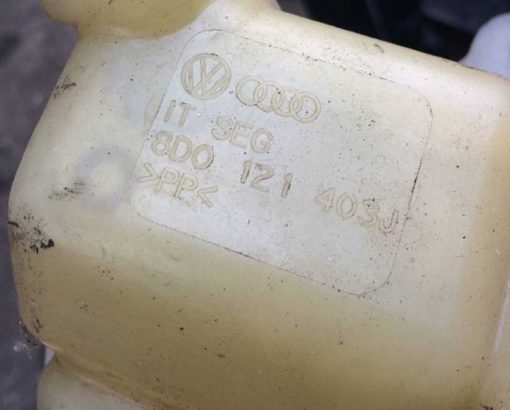 IT SEG
8D0 121 403J
>PP<